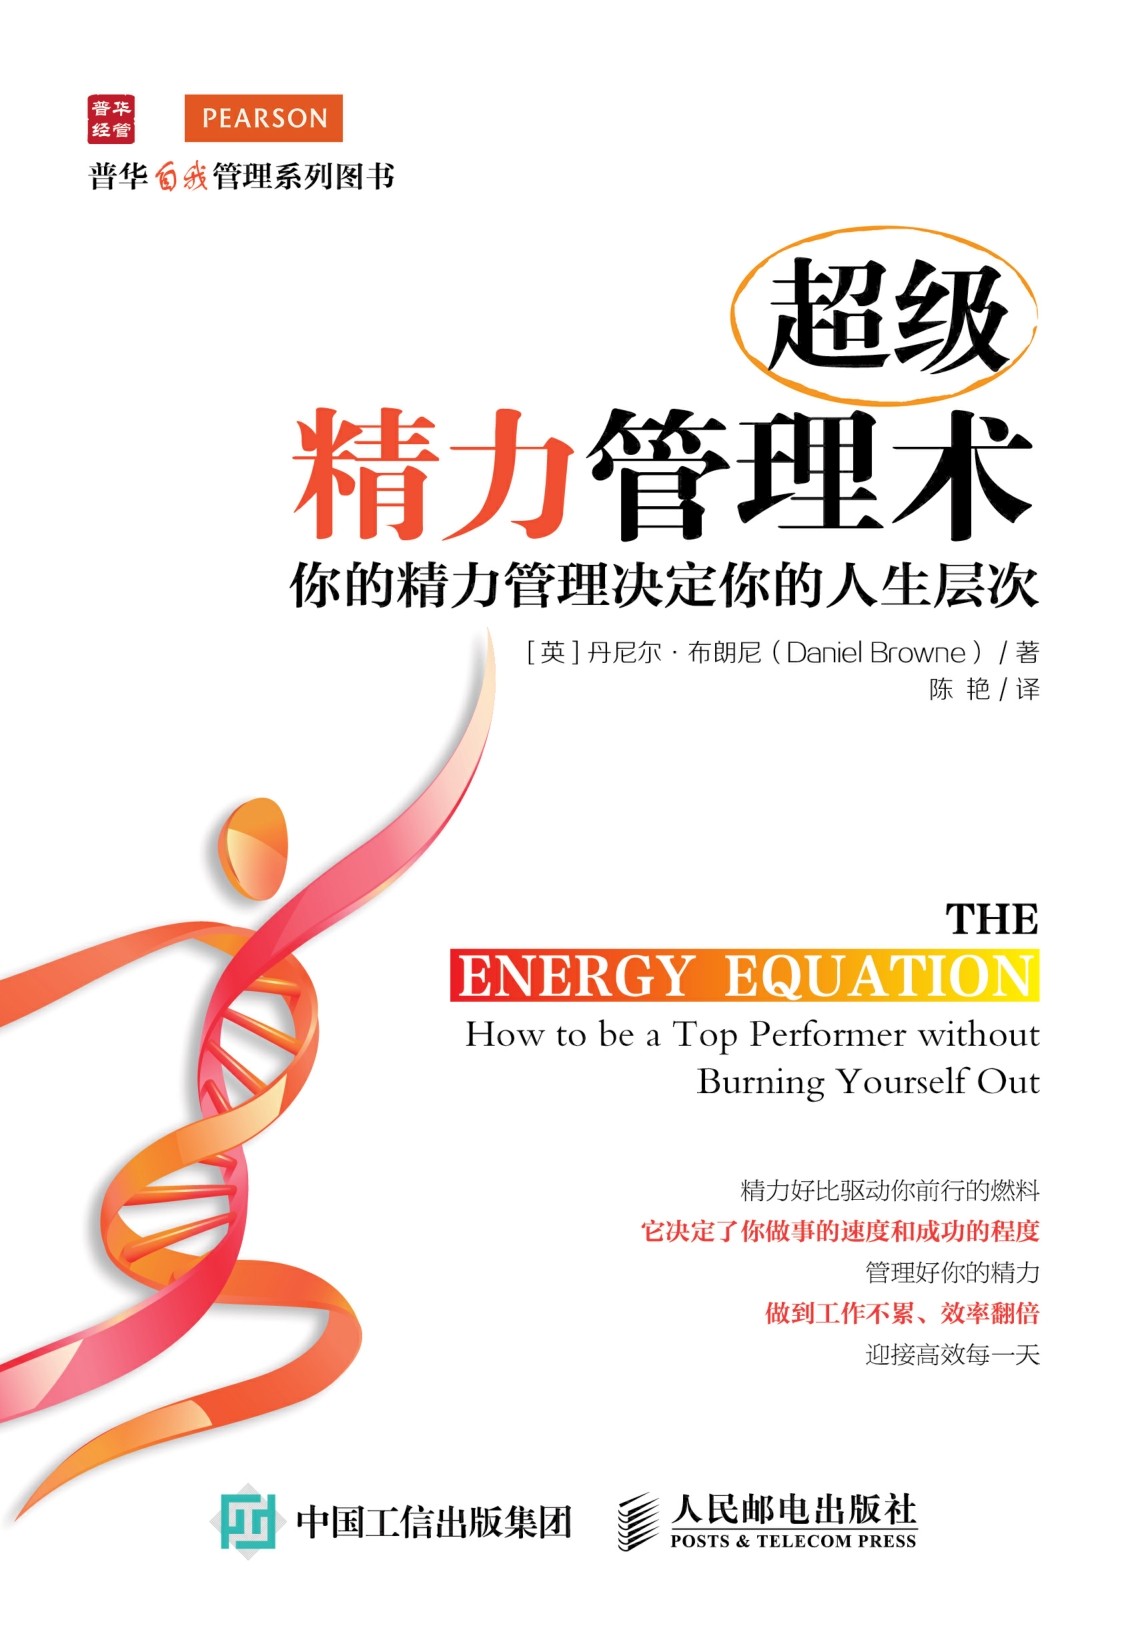 普华
经管
PEARSON
普华自我管理系列图书
超级
精力管理术
你的精力管理决定你的人生层次
[英]丹尼尔·布朗尼（Daniel Browne）/著
陈 艳/译
THE
ENERGY EQUATION
How to be a Top Performer without
Burning Yourself Out
精力好比驱动你前行的燃料
它决定了你做事的速度和成功的程度
管理好你的精力
做到工作不累、效率翻倍
迎接高效每一天
中国工信出版集团
人民邮电出版社
POSTS & TELECOM PRESS